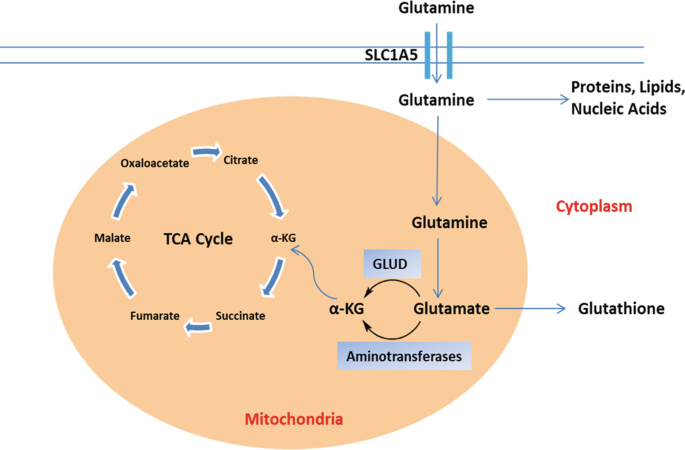 Glutamine
SLC1A5
Glutamine
Proteins, Lipids,
Nucleic Acids
Oxaloacetate
Citrate
Cytoplasm
Glutamine
Malate
TCA Cycle
α-KG
GLUD
α-KG
Glutamate
Glutathione
Fumarate
Succinate
Aminotransferases
Mitochondria